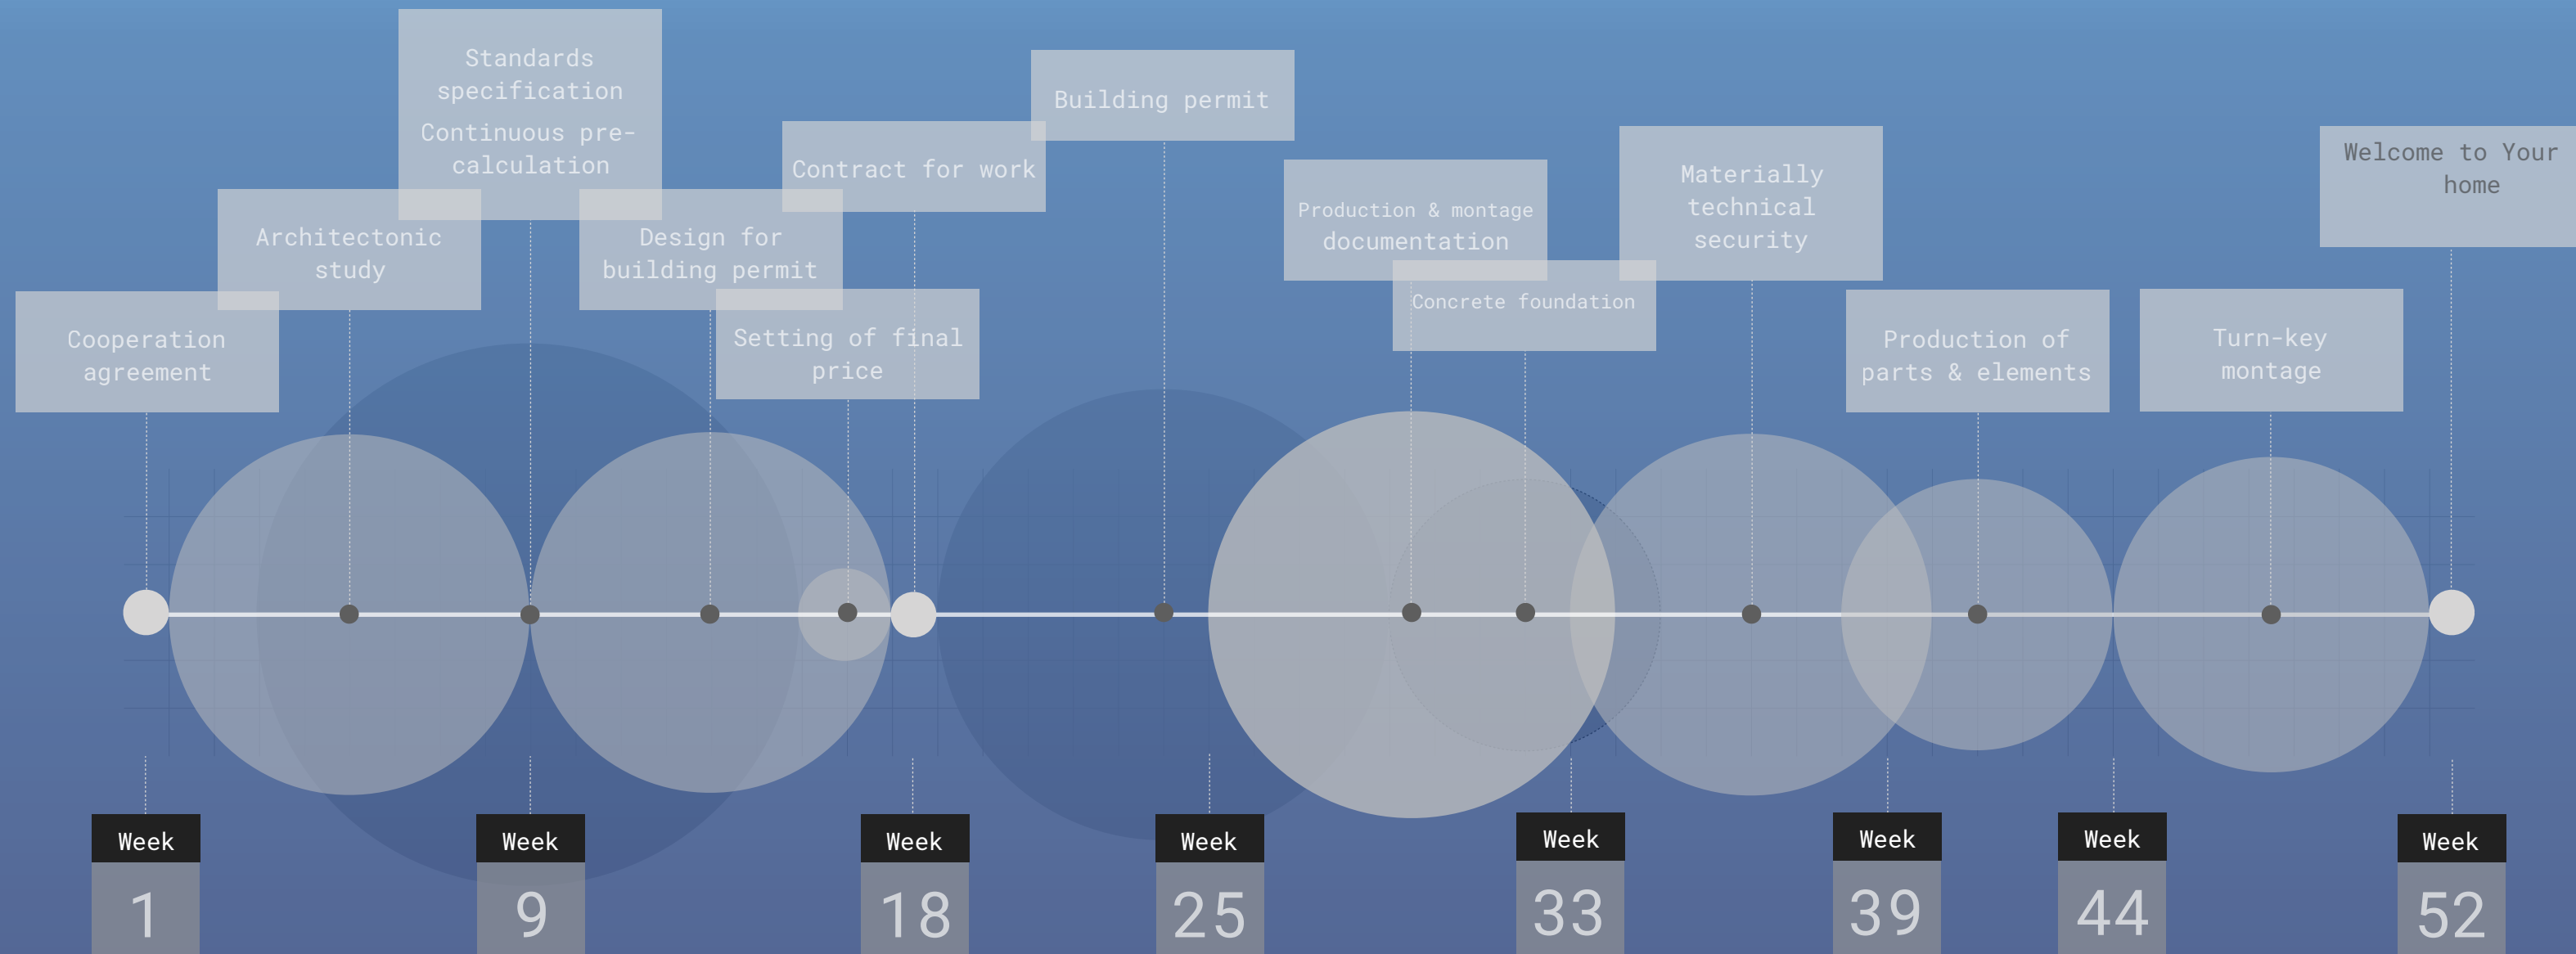 Standards
specification
Continuous pre-
calculation
Building permit
Contract for work
Welcome to Your
home
Materially
technical
security
Production & montage
documentation
Architectonic
study
Design for
building permit
Concrete foundation
Cooperation
agreement
Setting of final
price
Production of
parts & elements
Turn-key
montage
Week
1
Week
9
Week
18
Week
25
Week
33
Week
39
Week
44
Week
52